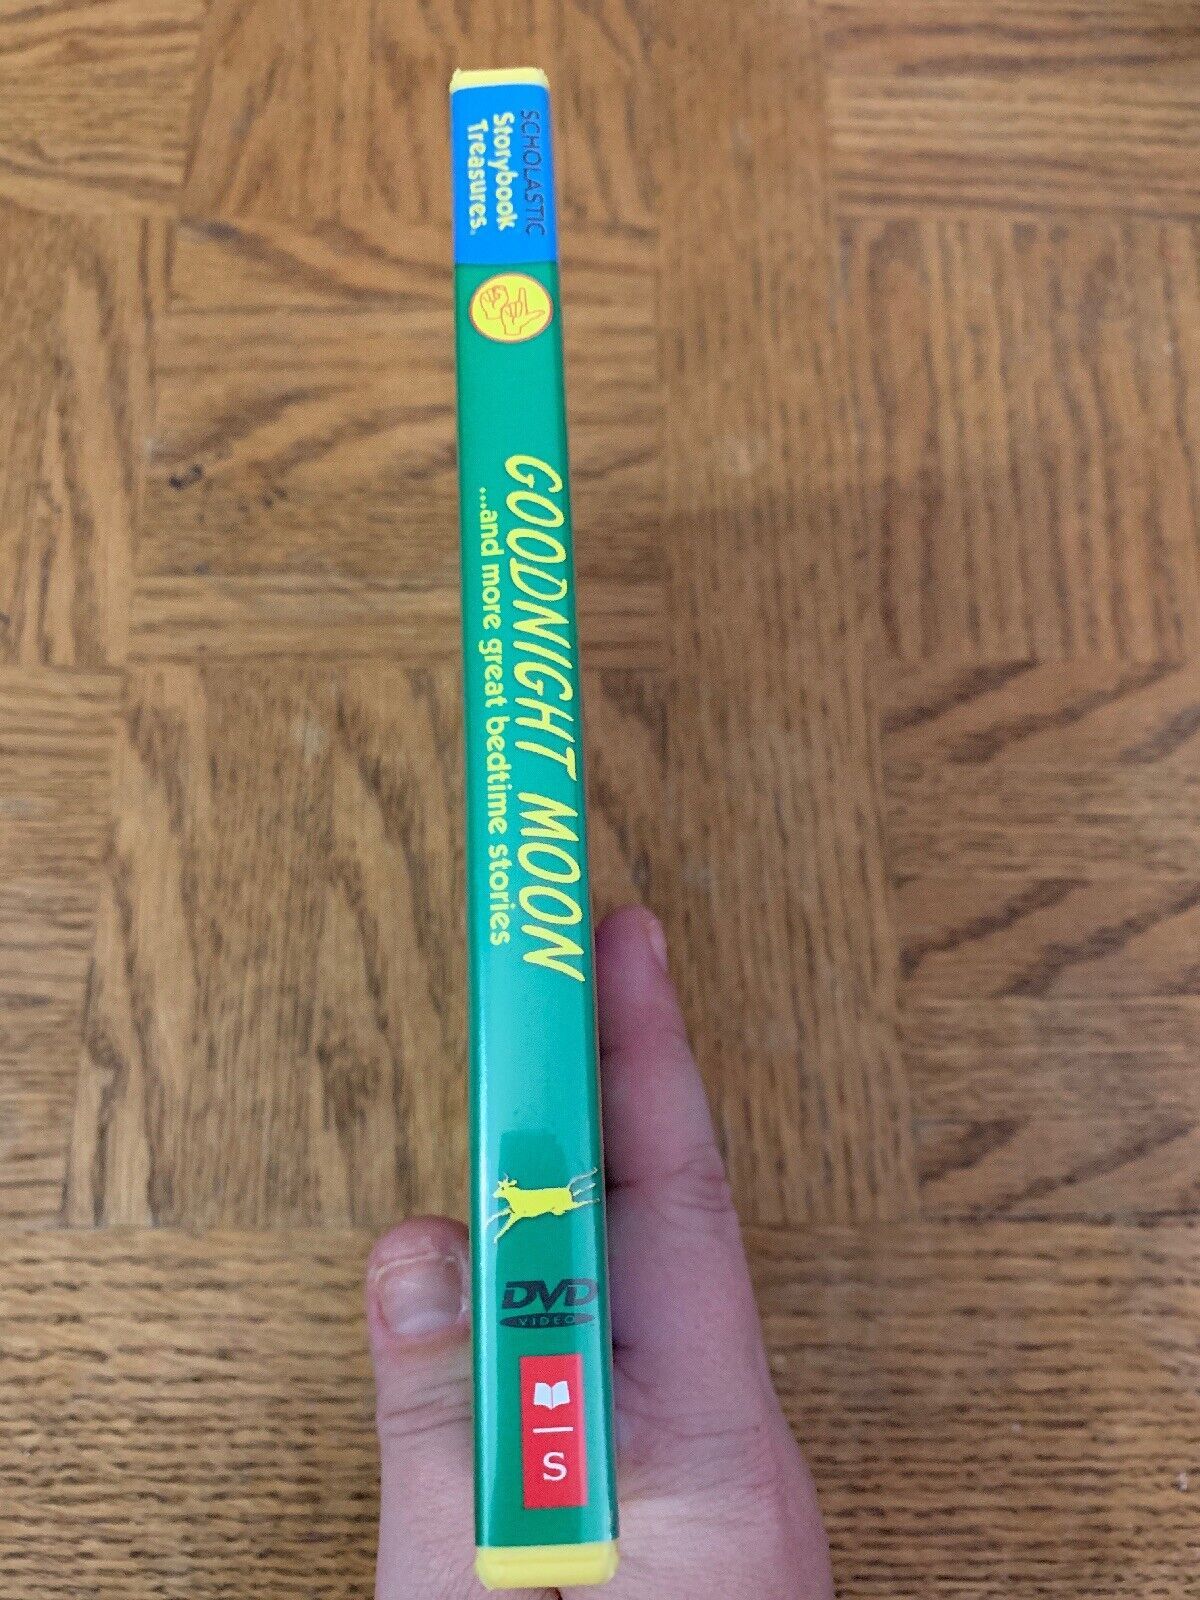 SCHOLASTIC
Storybook
Treasures.
GOODNIGHT MOON
...and more great bedtime stories
DVD
VIDEO
S